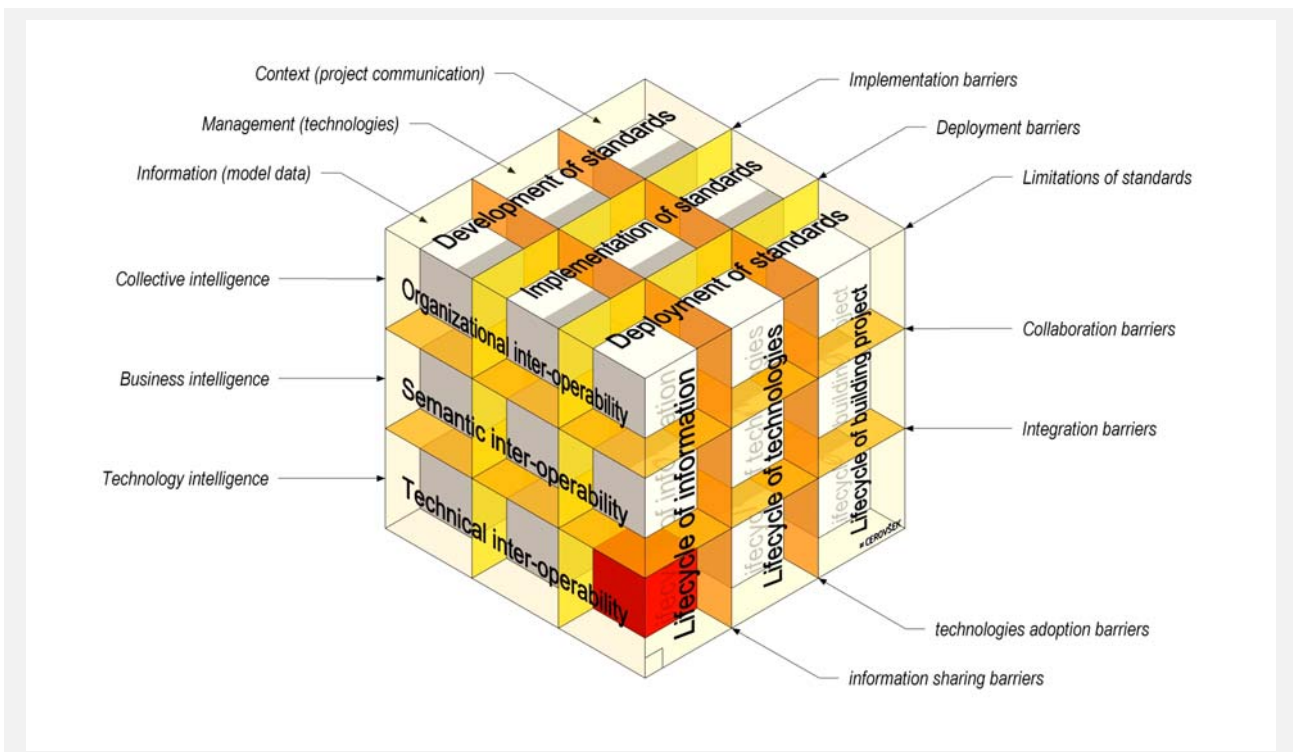 Context (project communication)
Management (technologies)
Information (model data)
Collective intelligence
Business intelligence
Technology intelligence
Implementation barriers
Deployment barriers
Limitations of standards
Collaboration barriers
Integration barriers
technologies adoption barriers
information sharing barriers
Development of standards
Implementation of standards
Deployment of standards
Organizational inter-operability
Semantic inter-operability
Technical inter-operability
Lifecycle of information
Lifecycle of technologies
Lifecycle of building project
CEROVŠEK